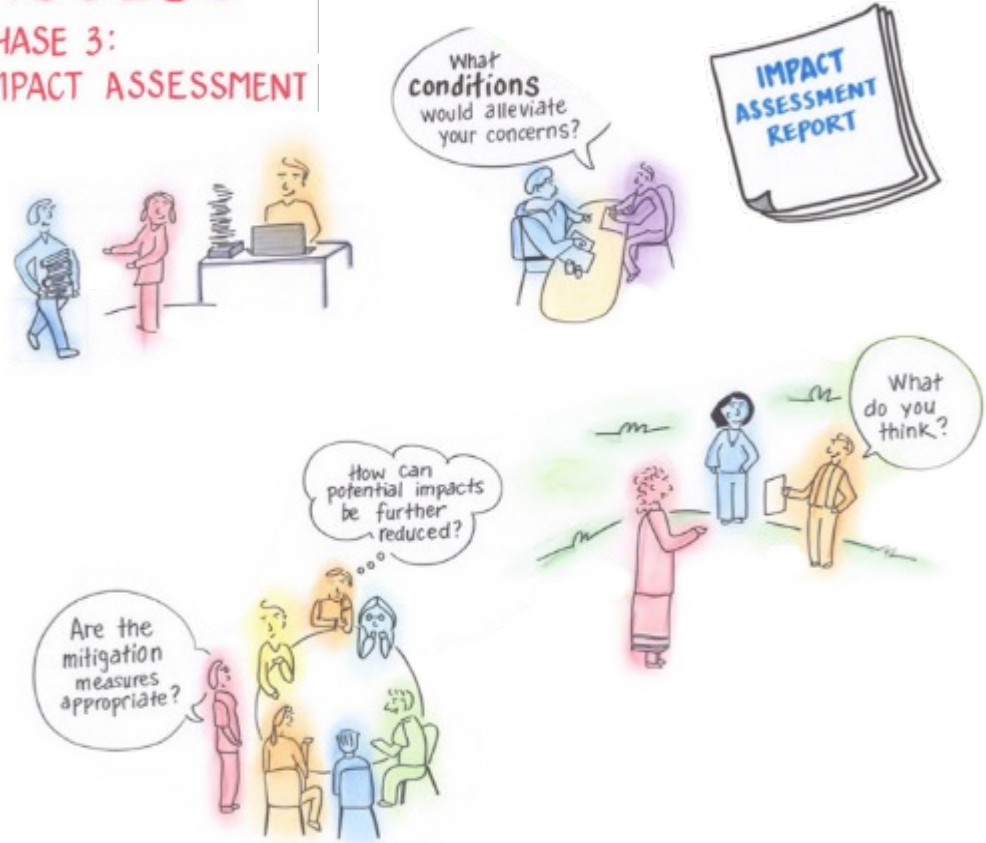 HASE 3:
MPACT ASSESSMENT
What
conditions
would alleviate
your concerns?
IMPACT
ASSESSMENT
REPORT
What
do you
think?
How can
potential impacts
be further
reduced?
Are the
mitigation
measures
appropriate?